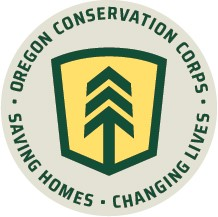 • OREGON CONSERVATION CORPS •
SAVING HOMES • CHANGING LIVES